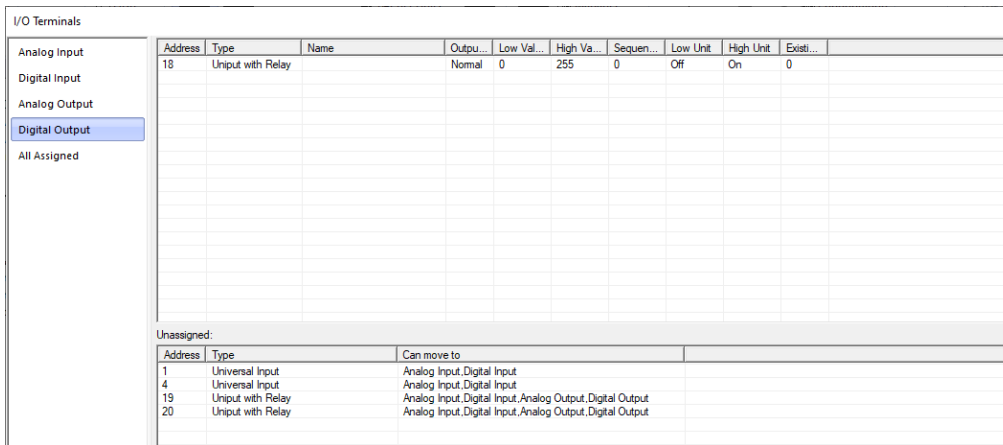 I/O Terminals
Analog Input
Digital Input
Analog Output
Digital Output
All Assigned
Address Type Name Outpu... Low Val... High Va... Sequen... Low Unit High Unit Existi...
18 Uniput with Relay Normal 0 255 0 Off On 0
Unassigned:
Address Type Can move to
1 Universal Input Analog Input,Digital Input
4 Universal Input Analog Input,Digital Input
19 Uniput with Relay Analog Input,Digital Input,Analog Output,Digital Output
20 Uniput with Relay Analog Input,Digital Input,Analog Output,Digital Output